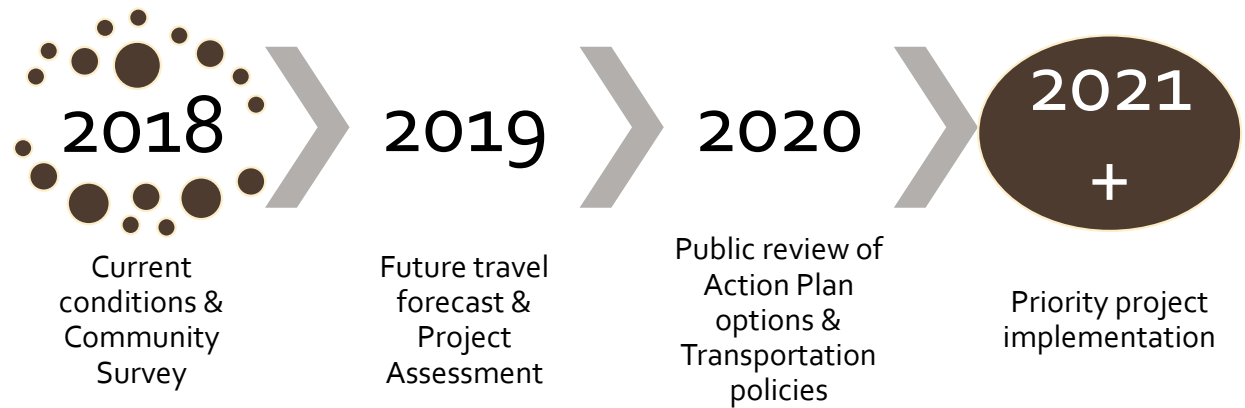 2018
Current
conditions &
Community
Survey
2019
Future travel
forecast &
Project
Assessment
2020
Public review of
Action Plan
options &
Transportation
policies
2021
+
Priority project
implementation